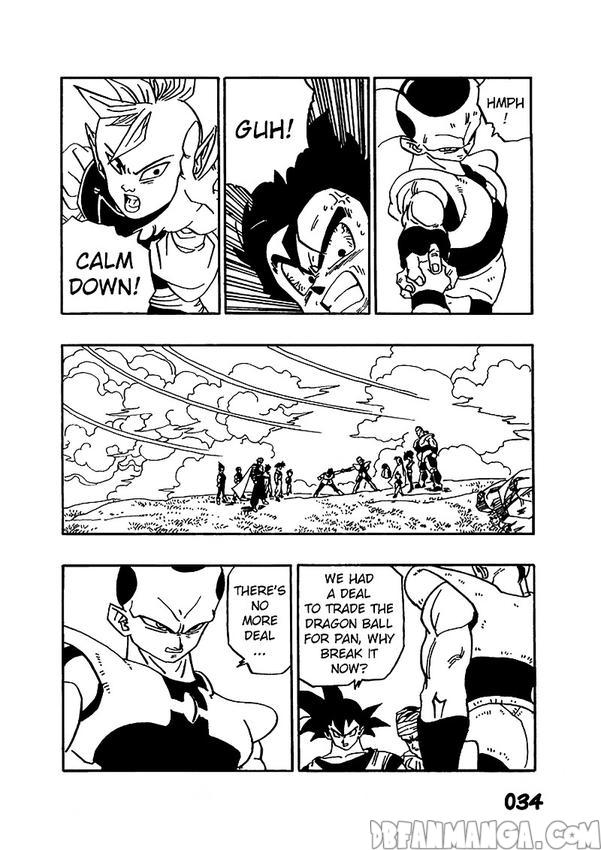 HMPH
!
GUH!
CALM
DOWN!
WE HAD
A DEAL
TO TRADE THE
DRAGON BALL
FOR PAN, WHY
BREAK IT
NOW?
THERE'S
NO
MORE
DEAL
...
034
DBFANMANGA.COM